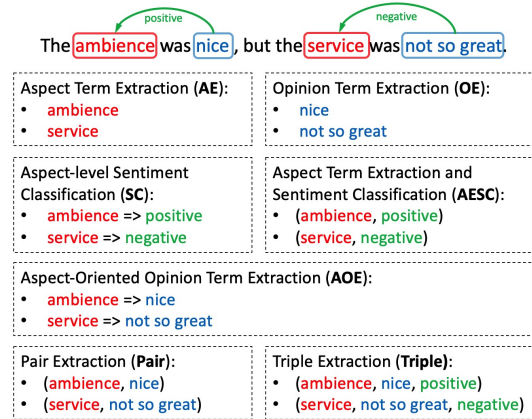 positive
negative
The ambience was nice, but the service was not so great.
Aspect Term Extraction (AE):
• ambience
• service
Opinion Term Extraction (OE):
• nice
• not so great
Aspect-level Sentiment
Classification (SC):
• ambience => positive
• service => negative
Aspect Term Extraction and
Sentiment Classification (AESC):
• (ambience, positive)
• (service, negative)
Aspect-Oriented Opinion Term Extraction (AOE):
• ambience => nice
• service => not so great
Pair Extraction (Pair):
• (ambience, nice)
• (service, not so great)
Triple Extraction (Triple):
• (ambience, nice, positive)
• (service, not so great, negative)